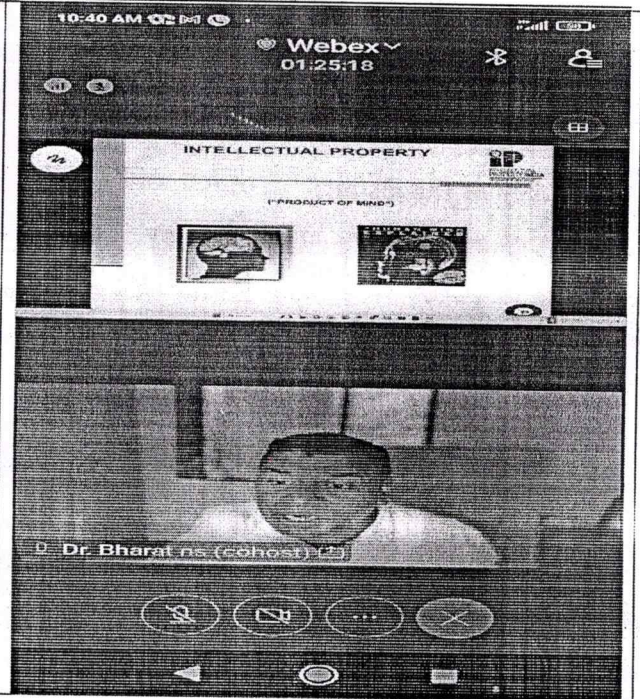 10:40 AM
Webex
01:25:18
INTELLECTUAL PROPERTY
("PRODUCT OF MIND")
Dr. Bharat ns (cohost)